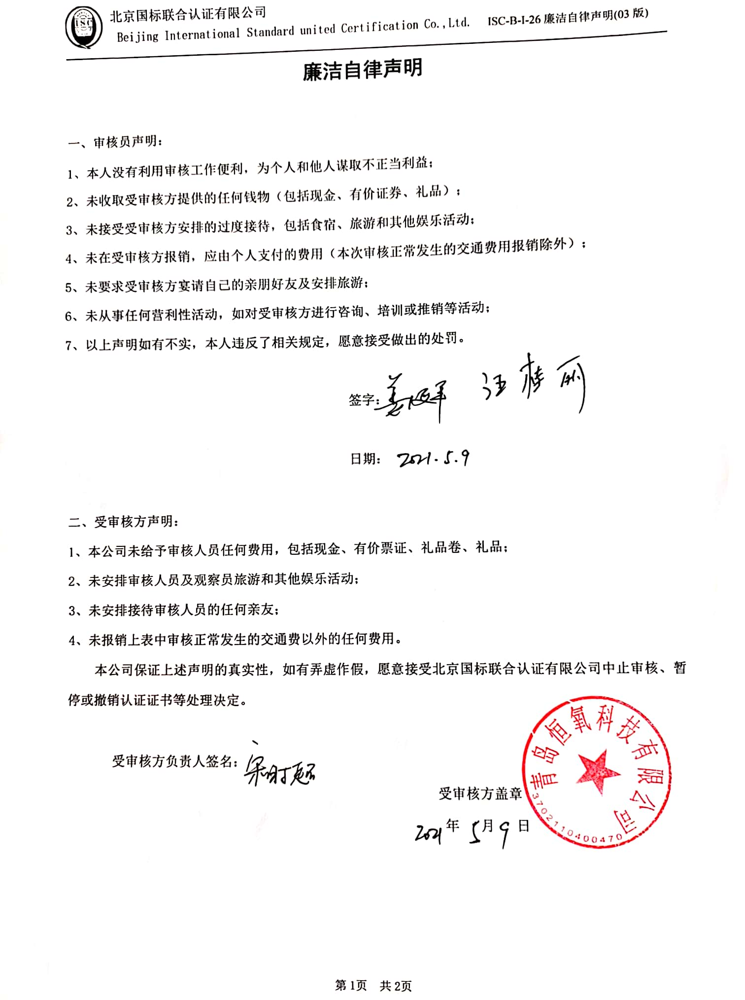 ISC
北京国标联合认证有限公司
Beijing International Standard united Certification Co.,Ltd. ISC-B-I-26 廉洁自律声明(03 版)
廉洁自律声明
一、审核员声明：
1、本人没有利用审核工作便利，为个人和他人谋取不正当利益；
2、未收取受审核方提供的任何钱物（包括现金、有价证券、礼品）；
3、未接受受审核方安排的过度接待，包括食宿、旅游和其他娱乐活动；
4、未在受审核方报销，应由个人支付的费用（本次审核正常发生的交通费用报销除外）；
5、未要求受审核方宴请自己的亲朋好友及安排旅游；
6、未从事任何营利性活动，如对受审核方进行咨询、培训或推销等活动；
7、以上声明如有不实，本人违反了相关规定，愿意接受做出的处罚。
签字： 汪桂丽
日期： 2021.5.9
二、受审核方声明：
1、本公司未给予审核人员任何费用，包括现金、有价票证、礼品卷、礼品；
2、未安排审核人员及观察员旅游和其他娱乐活动；
3、未安排接待审核人员的任何亲友；
4、未报销上表中审核正常发生的交通费以外的任何费用。
本公司保证上述声明的真实性，如有弄虚作假，愿意接受北京国标联合认证有限公司中止审核、暂
停或撤销认证证书等处理决定。
受审核方负责人签名：
受审核方盖章
2021年 5月 9 日
青岛恒氧科技有限公司
3702110400470
第 1页 共 2页